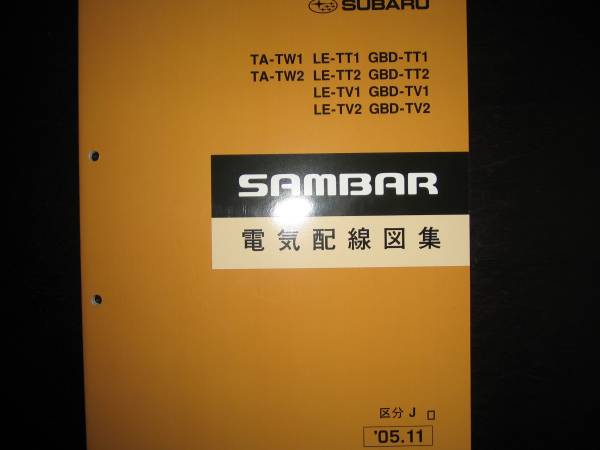 SUBARU
TA-TW1 LE-TT1 GBD-TT1
TA-TW2 LE-TT2 GBD-TT2
LE-TV1 GBD-TV1
LE-TV2 GBD-TV2
SAMBAR
電気配線図集
区分 J □
'05.11